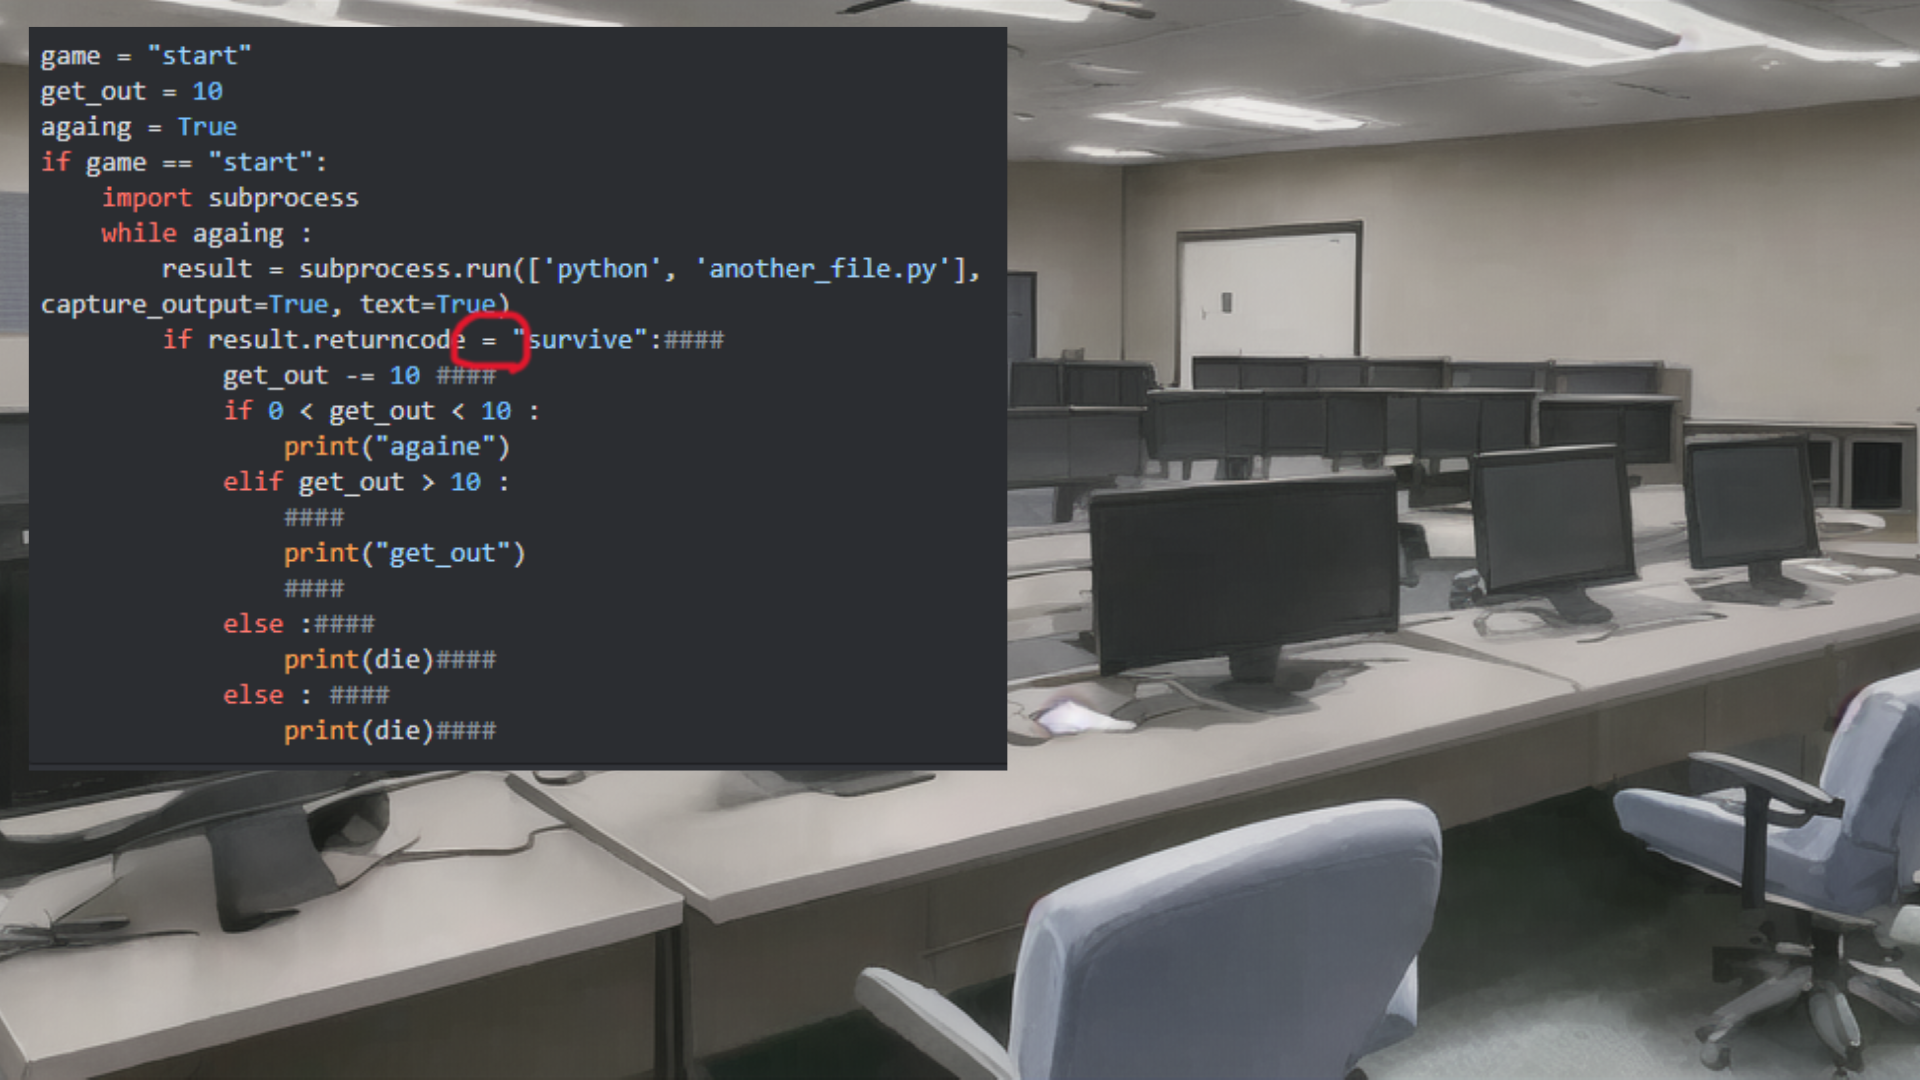 game = "start"
get_out = 10
againg = True
if game == "start":
    import subprocess
    while againg :
        result = subprocess.run(['python', 'another_file.py'],
capture_output=True, text=True)
        if result.returncode = "survive":####
            get_out -= 10 ####
            if 0 < get_out < 10 :
                print("againe")
            elif get_out > 10 :
                ####
                print("get_out")
                ####
            else :####
                print(die)####
            else : ####
                print(die)####